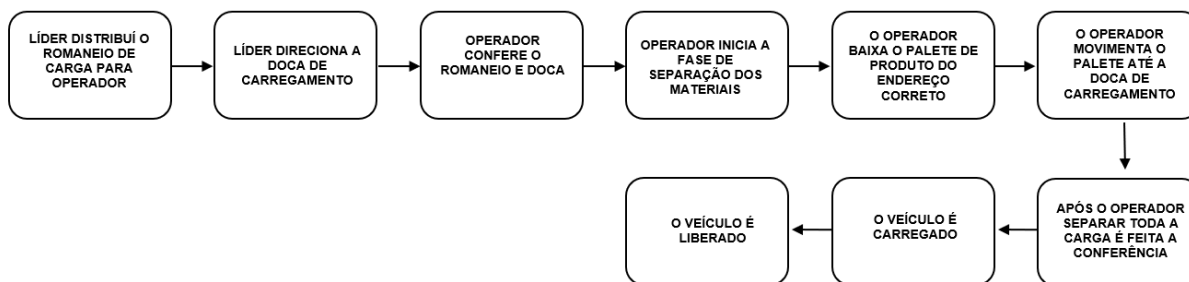 LÍDER DISTRIBUÍ O
ROMANEIO DE
CARGA PARA
OPERADOR
LÍDER DIRECIONA A
DOCA DE
CARREGAMENTO
OPERADOR
CONFERE O
ROMANEIO E DOCA
OPERADOR INICIA A
FASE DE
SEPARAÇÃO DOS
MATERIAIS
O OPERADOR
BAIXA O PALETE DE
PRODUTO DO
ENDEREÇO
CORRETO
O OPERADOR
MOVIMENTA O
PALETE ATÉ A
DOCA DE
CARREGAMENTO
APÓS O OPERADOR
SEPARAR TODA A
CARGA É FEITA A
CONFERÊNCIA
O VEÍCULO É
CARREGADO
O VEÍCULO É
LIBERADO